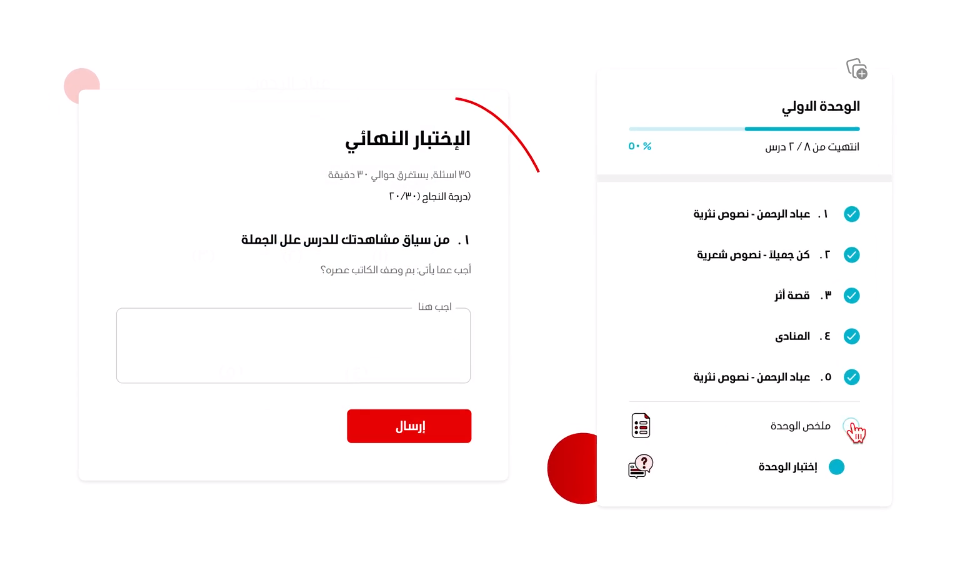 الوحدة الاولي
انتهيت من ٨ / ٢ درس
٥٠ %
١. عباد الرحمن - نصوص نثرية
٢. كن جميلاً - نصوص شعرية
٣. قصة أثر
٤. المنادى
٥. عباد الرحمن - نصوص نثرية
ملخص الوحدة
إختبار الوحدة
الإختبار النهائي
٣٥ اسئلة, يستغرق حوالي ٣٠ دقيقة
(درجة النجاح (٢٠/٣٠
١. من سياق مشاهدتك للدرس علل الجملة
أجب عما يأتى: بم وصف الكاتب عصره؟
اجب هنا
إرسال